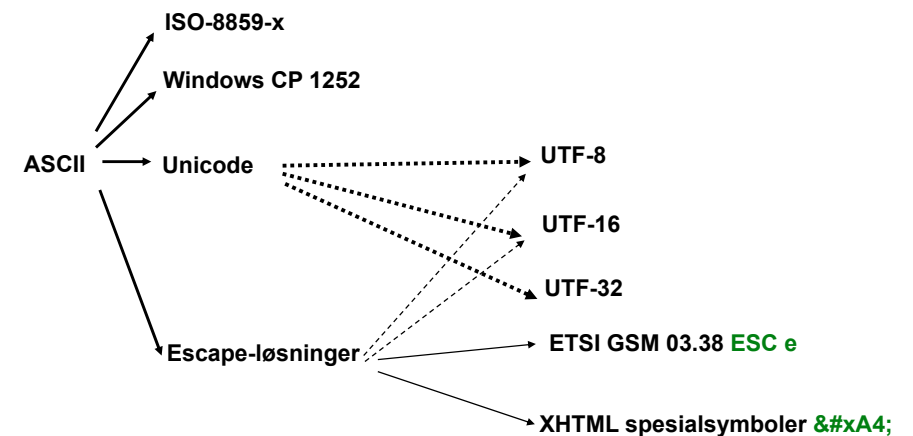 ISO-8859-x
Windows CP 1252
ASCII
Unicode
UTF-8
UTF-16
UTF-32
Escape-løsninger
ETSI GSM 03.38 ESC e
XHTML spesialsymboler &#xA4;